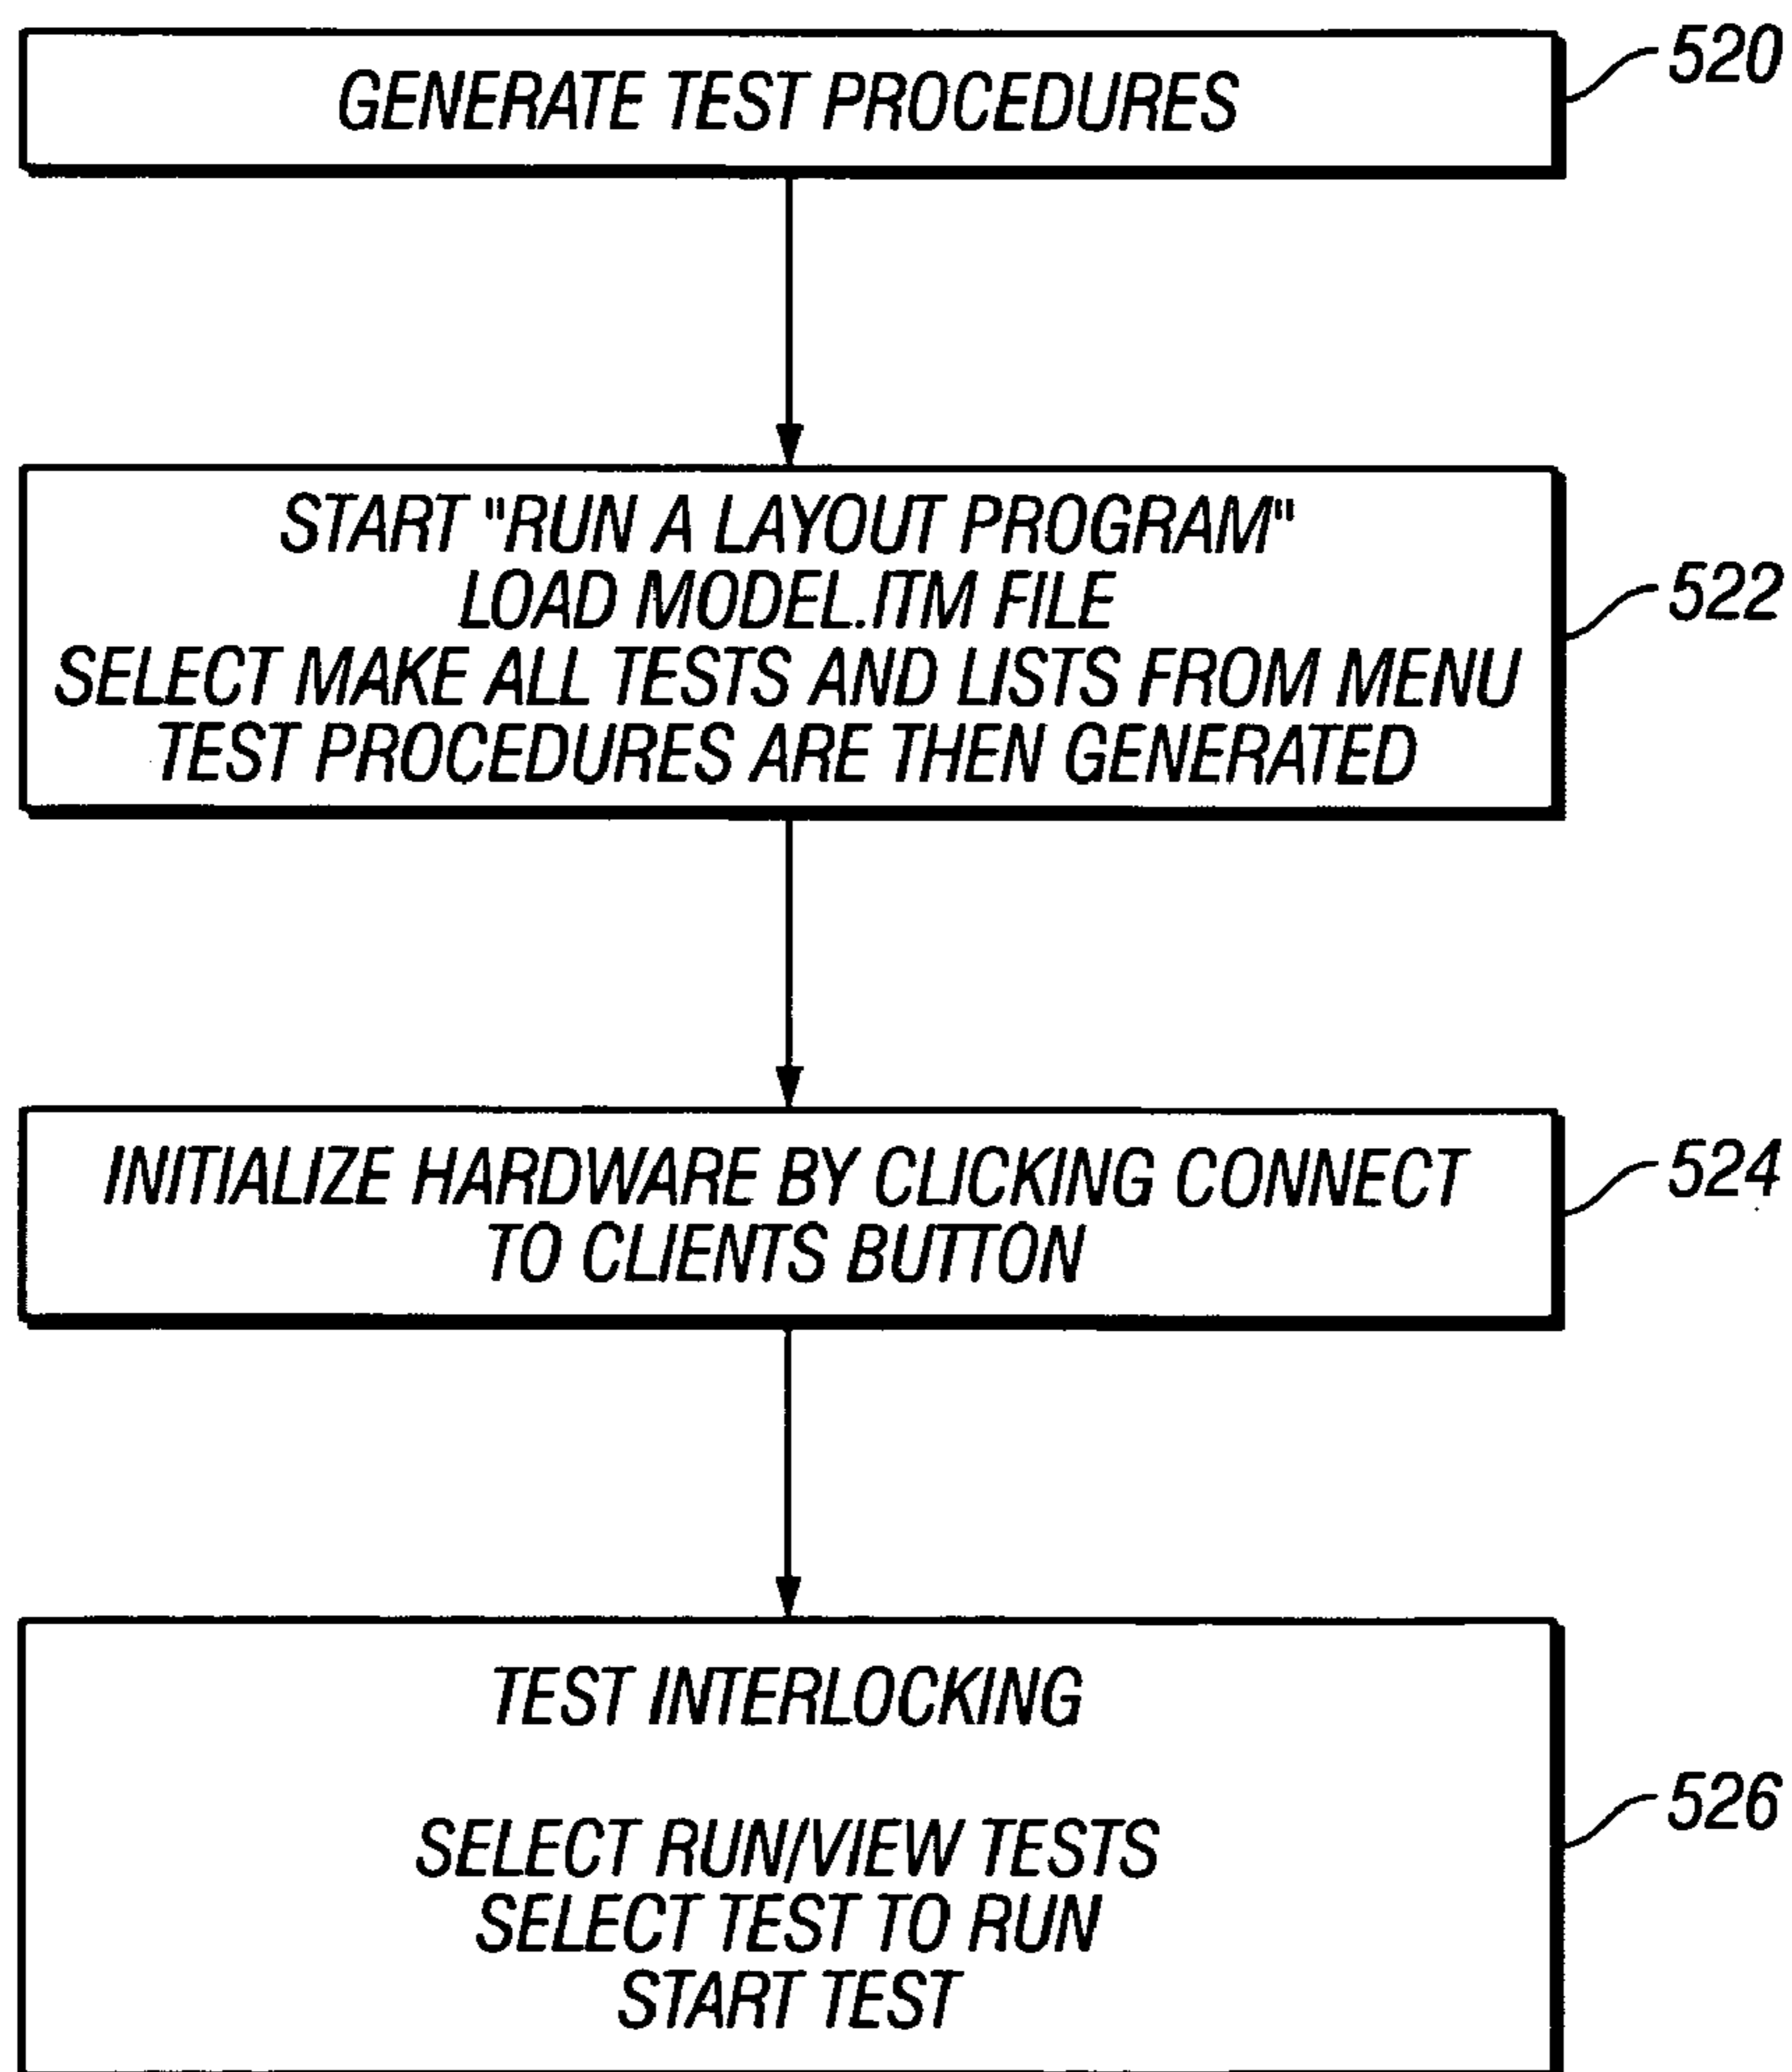 GENERATE TEST PROCEDURES
520
START "RUN A LAYOUT PROGRAM"
LOAD MODEL.ITM FILE
SELECT MAKE ALL TESTS AND LISTS FROM MENU
TEST PROCEDURES ARE THEN GENERATED
522
INITIALIZE HARDWARE BY CLICKING CONNECT
TO CLIENTS BUTTON
524
TEST INTERLOCKING
SELECT RUN/VIEW TESTS
SELECT TEST TO RUN
START TEST
526